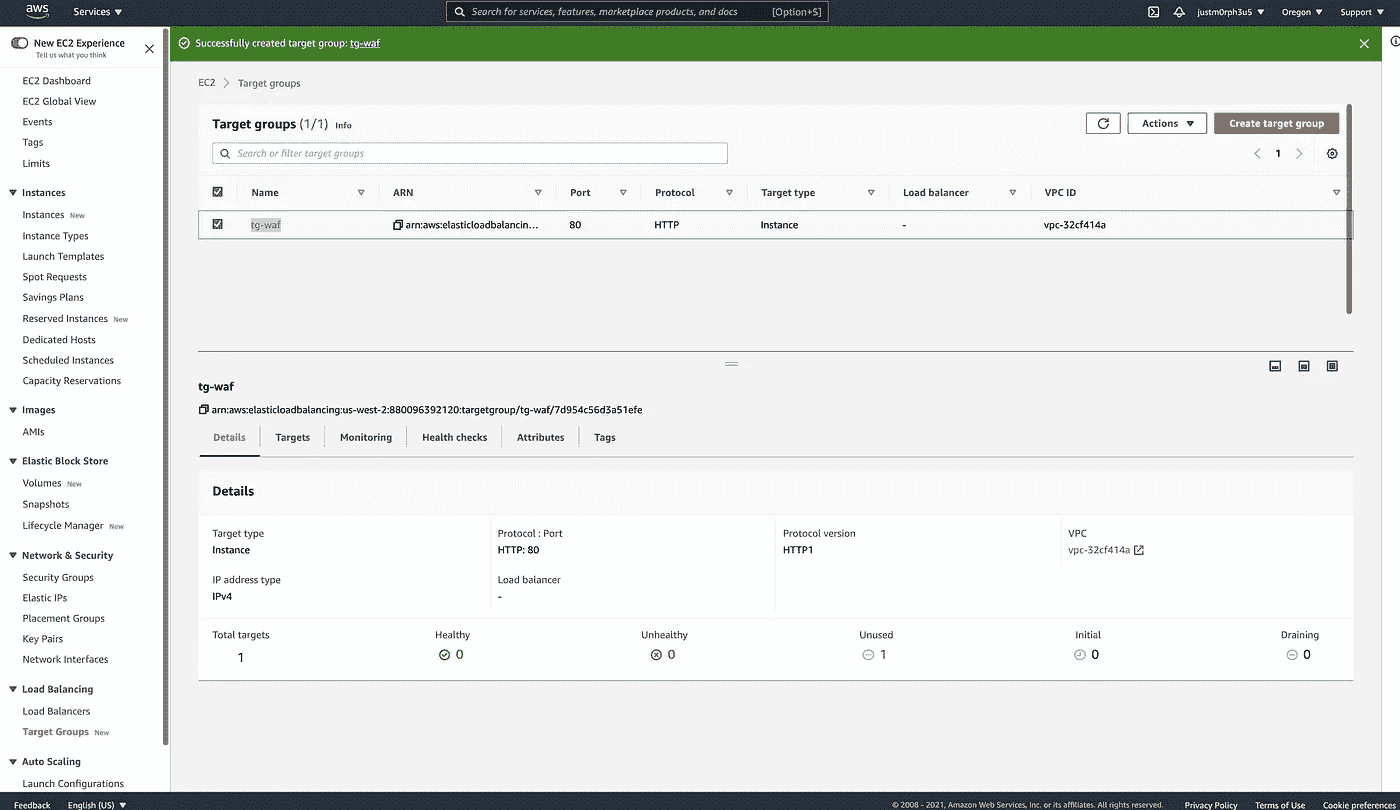 aws Services ▼ Search for services, features, marketplace products, and docs [Option+S] justm0rph3u5 ▼ Oregon ▼ Support ▼
New EC2 Experience
Tell us what you think
EC2 Dashboard
EC2 Global View
Events
Tags
Limits
Instances
Instances New
Instance Types
Launch Templates
Spot Requests
Savings Plans
Reserved Instances New
Dedicated Hosts
Scheduled Instances
Capacity Reservations
Images
AMIs
Elastic Block Store
Volumes New
Snapshots
Lifecycle Manager New
Network & Security
Security Groups
Elastic IPs
Placement Groups
Key Pairs
Network Interfaces
Load Balancing
Load Balancers
Target Groups New
Auto Scaling
Launch Configurations
Successfully created target group: tg-waf
EC2 > Target groups
Target groups (1/1) Info Actions ▼ Create target group
Search or filter target groups < 1 >
Name ARN Port Protocol Target type Load balancer VPC ID
tg-waf arn:aws:elasticloadbalancin... 80 HTTP Instance - vpc-32cf414a
tg-waf
arn:aws:elasticloadbalancing:us-west-2:880096392120:targetgroup/tg-waf/7d954c56d3a51efe
Details Targets Monitoring Health checks Attributes Tags
Details
Target type Protocol : Port Protocol version VPC
Instance HTTP: 80 HTTP1 vpc-32cf414a
IP address type Load balancer
IPv4 -
Total targets Healthy Unhealthy Unused Initial Draining
1 0 0 1 0 0
Feedback English (US) ▼ © 2008 - 2021, Amazon Web Services, Inc. or its affiliates. All rights reserved. Privacy Policy Terms of Use Cookie preferences